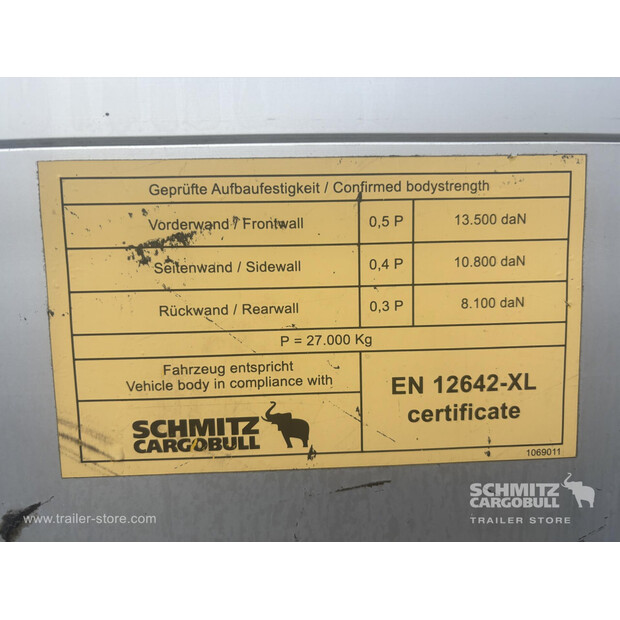 Geprüfte Aufbaufestigkeit / Confirmed bodystrength
Vorderwand / Frontwall 0,5 P 13.500 daN
Seitenwand / Sidewall 0,4 P 10.800 daN
Rückwand / Rearwall 0,3 P 8.100 daN
P = 27.000 Kg
Fahrzeug entspricht
Vehicle body in compliance with
EN 12642-XL
certificate
SCHMITZ
CARGOBULL
1069011
SCHMITZ
CARGOBULL
TRAILER STORE
www.trailer-store.com